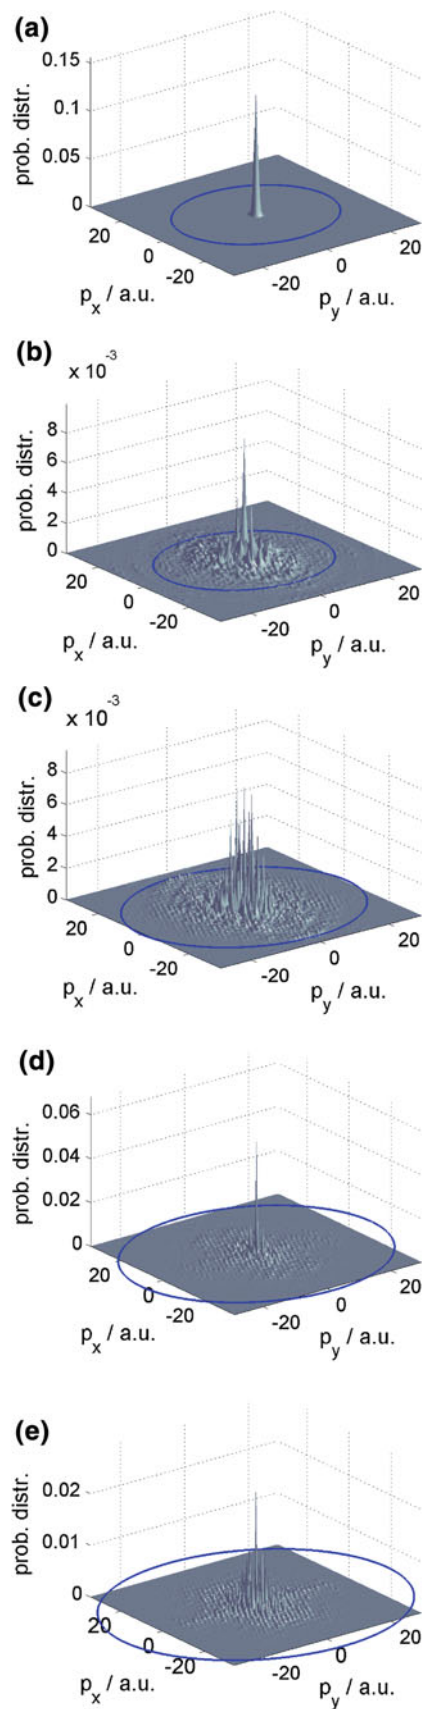 (a)
0.15
0.1
0.05
0
prob. distr.
20
0
-20
p_x / a.u.
-20
0
20
p_y / a.u.
(b)
x 10^-3
8
6
4
2
0
prob. distr.
20
0
-20
p_x / a.u.
-20
0
20
p_y / a.u.
(c)
x 10^-3
8
6
4
2
0
prob. distr.
20
0
-20
p_x / a.u.
-20
0
20
p_y / a.u.
(d)
0.06
0.04
0.02
0
prob. distr.
20
0
-20
p_x / a.u.
-20
0
20
p_y / a.u.
(e)
0.02
0.01
0
prob. distr.
20
0
-20
p_x / a.u.
-20
0
20
p_y / a.u.